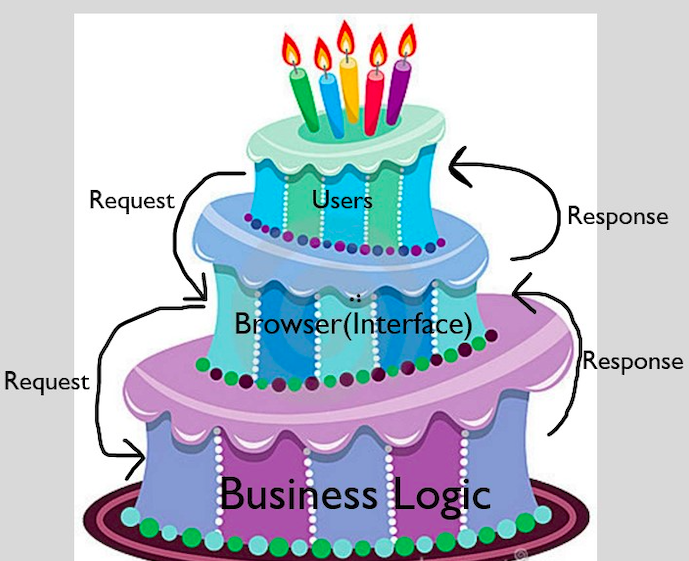 Request
Users
Response
Browser(Interface)
Request
Response
Business Logic